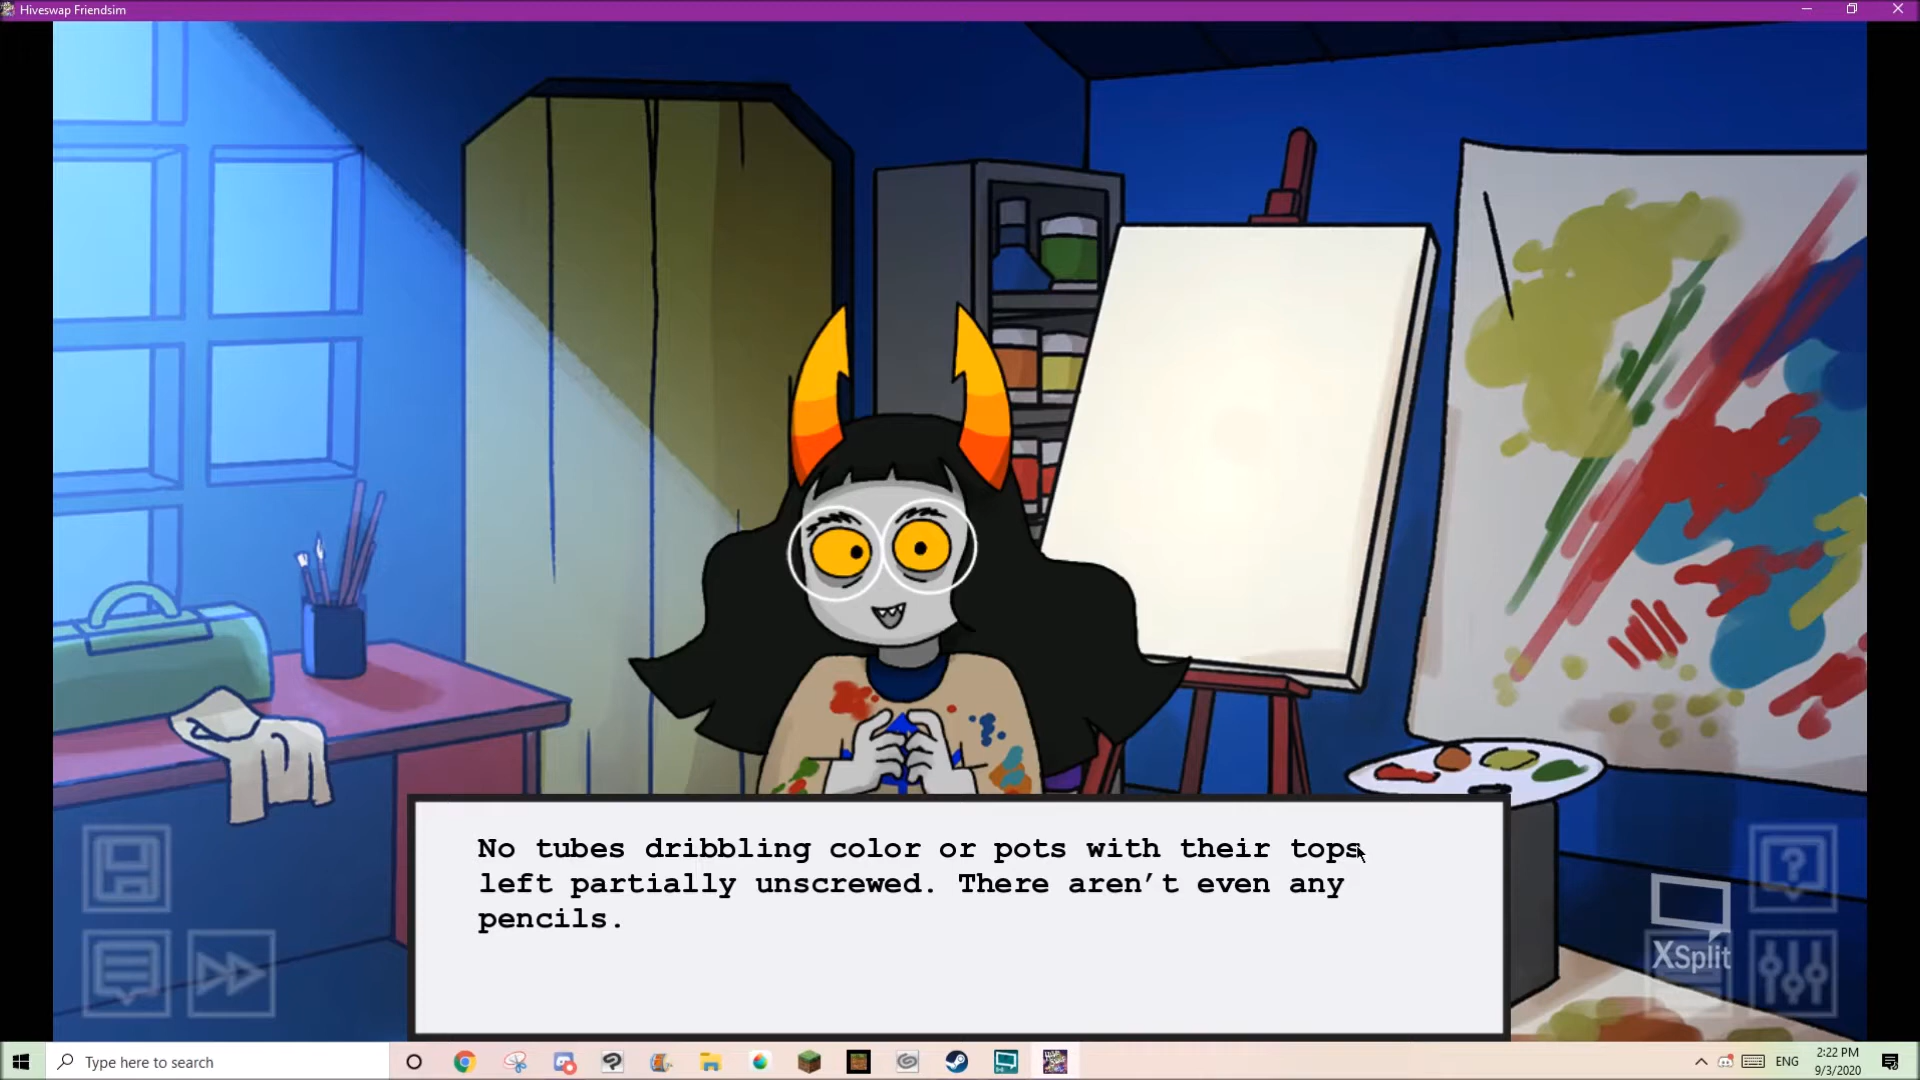 Hiveswap Friendsim
No tubes dribbling color or pots with their tops
left partially unscrewed. There aren't even any
pencils.
XSplit
Type here to search
ENG
2:22 PM
9/3/2020